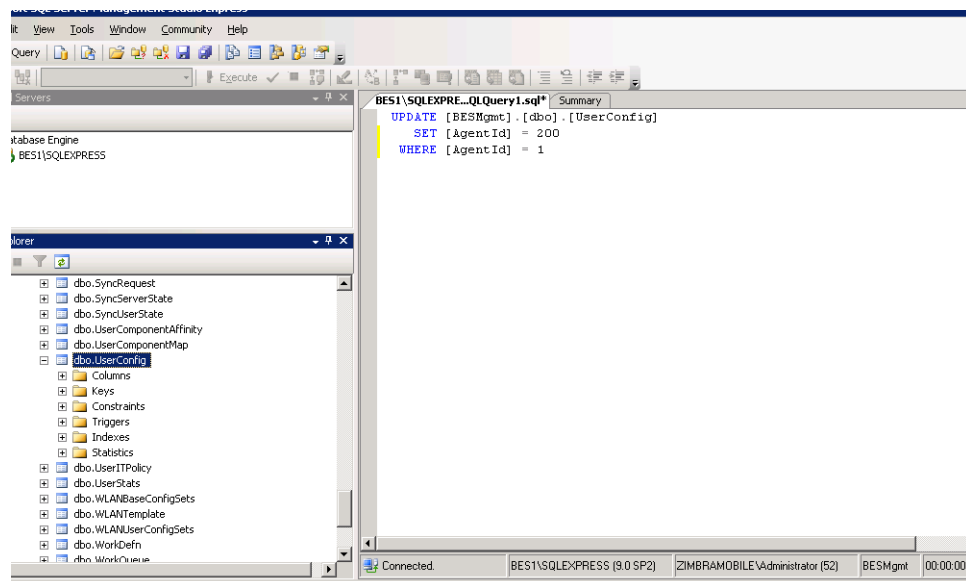 View Tools Window Community Help
Query
Execute
Servers
BES1\SQLEXPRE...QLQuery1.sql* Summary
UPDATE [BESMgmt].[dbo].[UserConfig]
SET [AgentId] = 200
WHERE [AgentId] = 1
atabase Engine
BES1\SQLEXPRESS
plorer
dbo.SyncRequest
dbo.SyncServerState
dbo.SyncUserState
dbo.UserComponentAffinity
dbo.UserComponentMap
dbo.UserConfig
Columns
Keys
Constraints
Triggers
Indexes
Statistics
dbo.UserITPolicy
dbo.UserStats
dbo.WLANBaseConfigSets
dbo.WLANTemplate
dbo.WLANUserConfigSets
dbo.WorkDefn
dbo.WorkQueue
Connected. BES1\SQLEXPRESS (9.0 SP2) ZIMBRAMOBILE\Administrator (52) BESMgmt 00:00:00